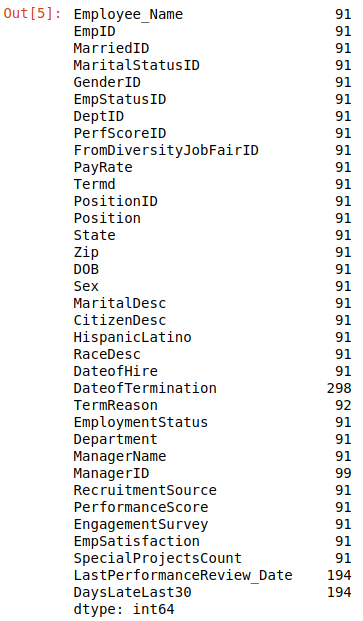 Out[5]: Employee_Name 91
EmpID 91
MarriedID 91
MaritalStatusID 91
GenderID 91
EmpStatusID 91
DeptID 91
PerfScoreID 91
FromDiversityJobFairID 91
PayRate 91
Termd 91
PositionID 91
Position 91
State 91
Zip 91
DOB 91
Sex 91
MaritalDesc 91
CitizenDesc 91
HispanicLatino 91
RaceDesc 91
DateofHire 91
DateofTermination 298
TermReason 92
EmploymentStatus 91
Department 91
ManagerName 91
ManagerID 99
RecruitmentSource 91
PerformanceScore 91
EngagementSurvey 91
EmpSatisfaction 91
SpecialProjectsCount 91
LastPerformanceReview_Date 194
DaysLateLast30 194
dtype: int64